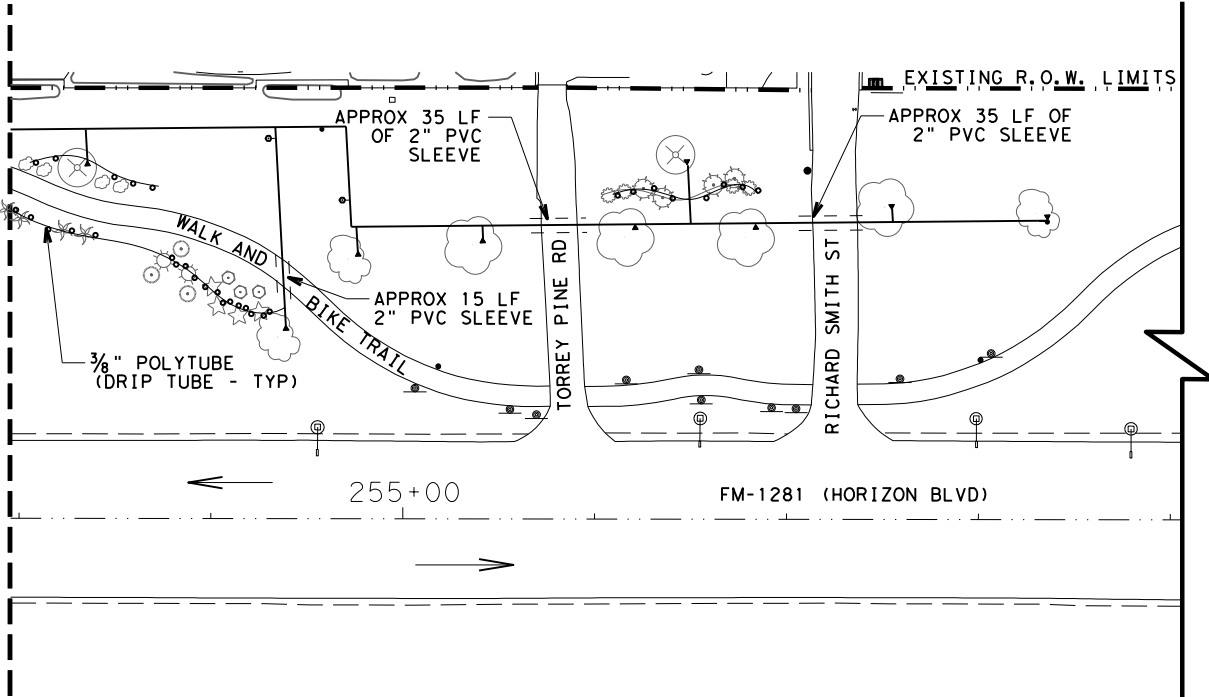 EXISTING R.O.W. LIMITS
APPROX 35 LF
OF 2" PVC
SLEEVE
APPROX 35 LF OF
2" PVC SLEEVE
WALK AND
BIKE TRAIL
APPROX 15 LF
2" PVC SLEEVE
TORREY PINE RD
RICHARD SMITH ST
⅜" POLYTUBE
(DRIP TUBE - TYP)
255+00
FM-1281 (HORIZON BLVD)